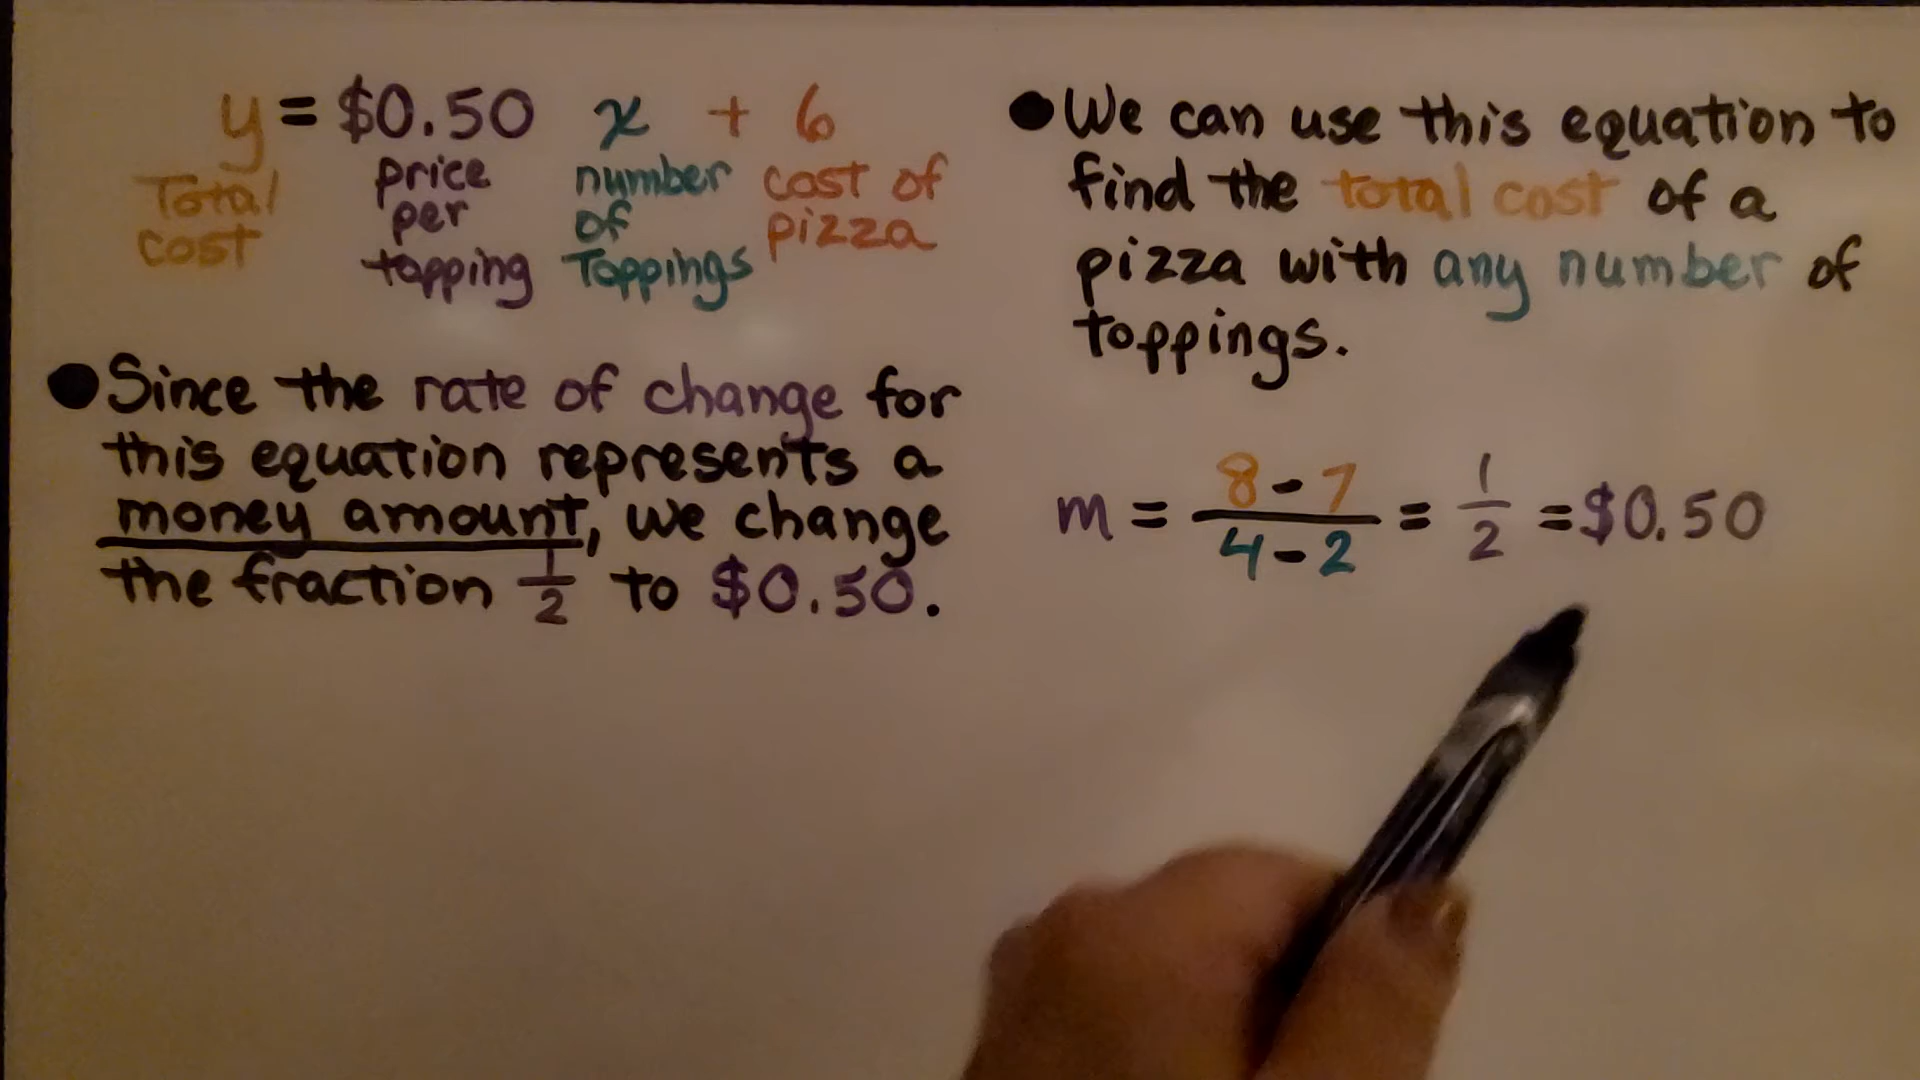 y = $0.50 x + 6
Total cost
price per topping
number of Toppings
cost of pizza
● Since the rate of change for
this equation represents a
money amount, we change
the fraction 1/2 to $0.50.
● We can use this equation to
find the total cost of a
pizza with any number of
toppings.
m = 8-7/4-2 = 1/2 = $0.50